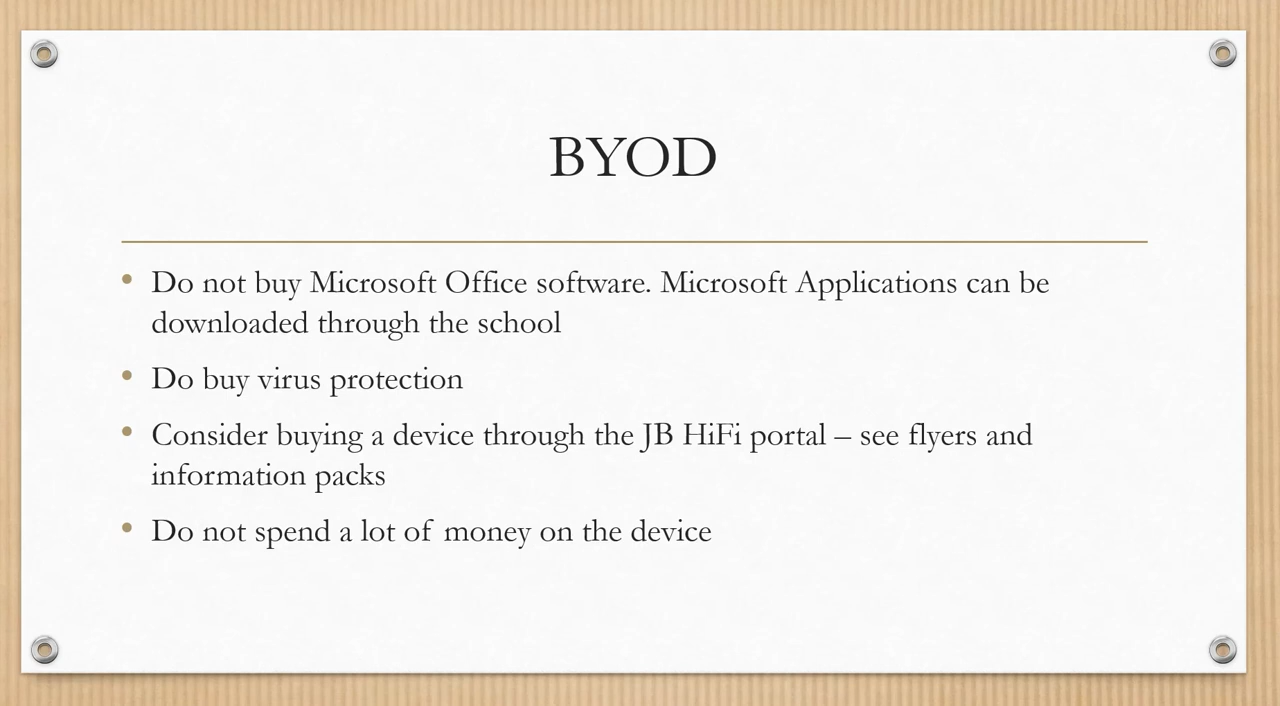 BYOD
• Do not buy Microsoft Office software. Microsoft Applications can be
downloaded through the school
• Do buy virus protection
• Consider buying a device through the JB HiFi portal – see flyers and
information packs
• Do not spend a lot of money on the device